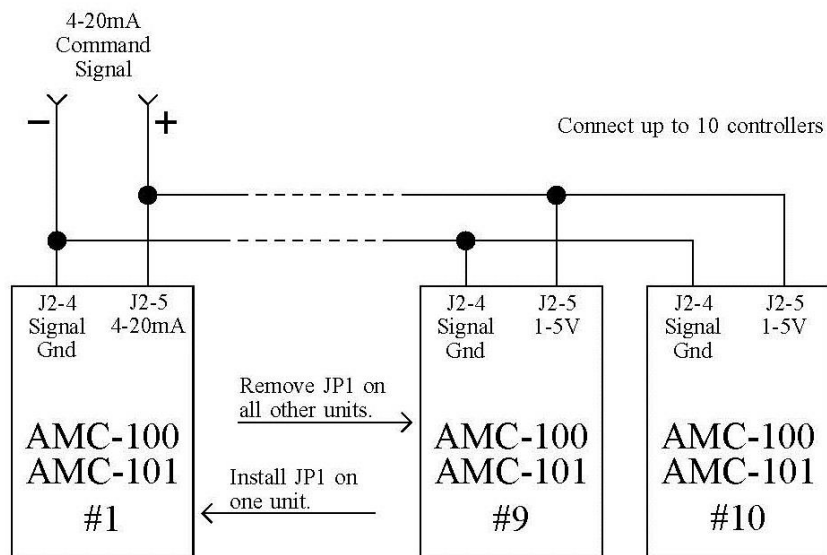 4-20mA
Command
Signal
− +
Connect up to 10 controllers
J2-4 J2-5
Signal 4-20mA
Gnd
J2-4 J2-5
Signal 1-5V
Gnd
J2-4 J2-5
Signal 1-5V
Gnd
Remove JP1 on
all other units.
Install JP1 on
one unit.
AMC-100
AMC-101
#1
AMC-100
AMC-101
#9
AMC-100
AMC-101
#10